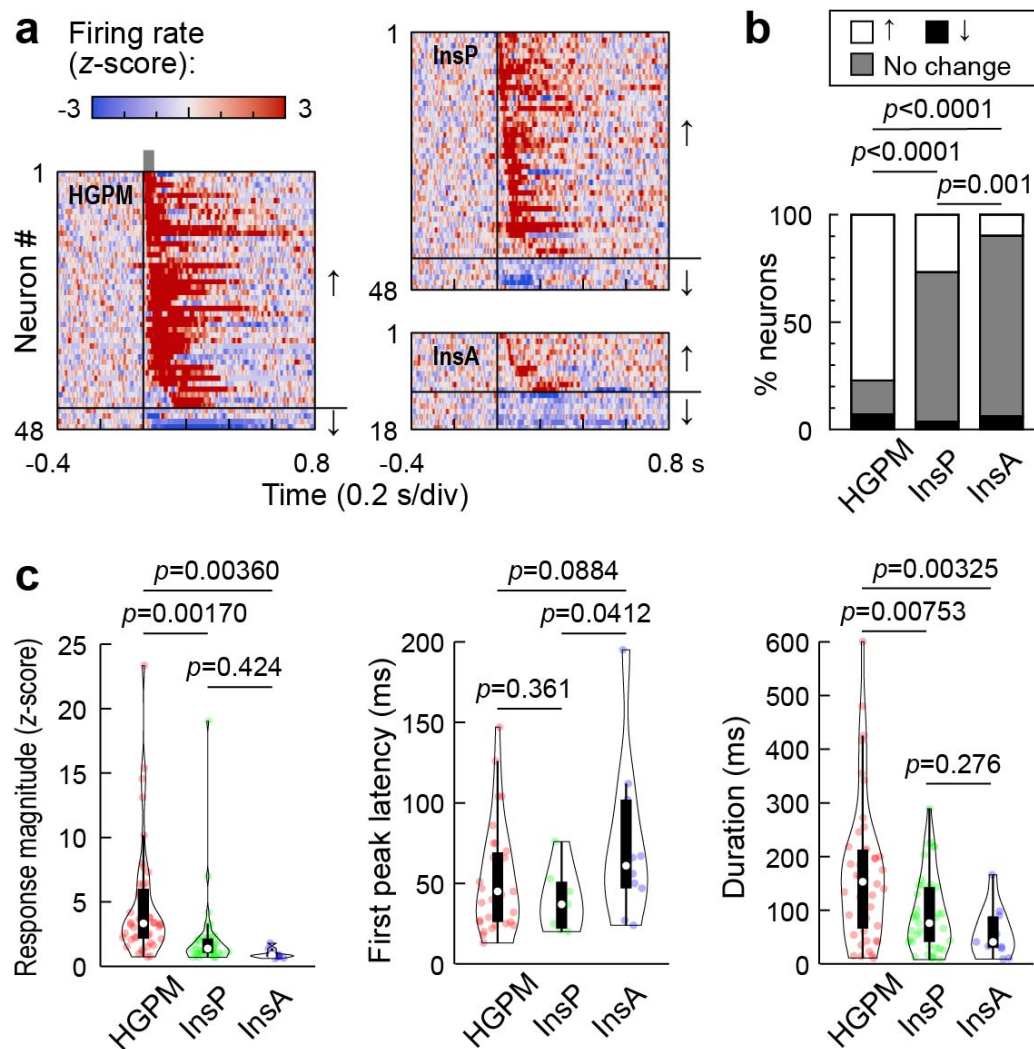 a
Firing rate
(z-score):
-3
3
1
HGPM
↑
↓
Neuron #
48
-0.4
0.8
1
InsP
↑
↓
48
1
InsA
↑
↓
18
-0.4
0.8 s
Time (0.2 s/div)
b
↑ ↓
No change
p<0.0001
p<0.0001
p=0.001
100
50
0
% neurons
HGPM
InsP
InsA
c
p=0.00360
p=0.00170
p=0.424
25
20
15
10
5
0
Response magnitude (z-score)
HGPM
InsP
InsA
p=0.0884
p=0.0412
p=0.361
200
150
100
50
0
First peak latency (ms)
HGPM
InsP
InsA
p=0.00325
p=0.00753
p=0.276
600
500
400
300
200
100
0
Duration (ms)
HGPM
InsP
InsA